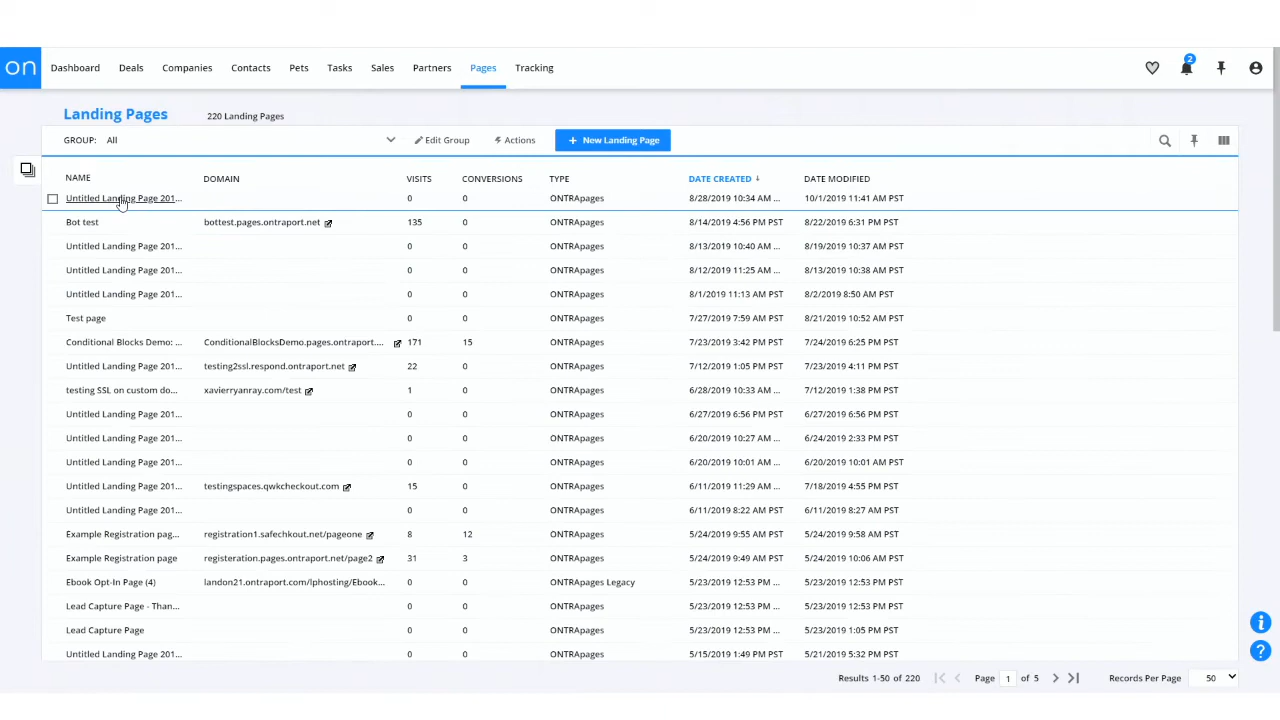 on Dashboard Deals Companies Contacts Pets Tasks Sales Partners Pages Tracking 2
Landing Pages 220 Landing Pages
GROUP: All Edit Group Actions + New Landing Page
NAME DOMAIN VISITS CONVERSIONS TYPE DATE CREATED ↓ DATE MODIFIED
Untitled Landing Page 201... 0 0 ONTRApages 8/28/2019 10:34 AM ... 10/1/2019 11:41 AM PST
Bot test bottest.pages.ontraport.net 135 0 ONTRApages 8/14/2019 4:56 PM PST 8/22/2019 6:31 PM PST
Untitled Landing Page 201... 0 0 ONTRApages 8/13/2019 10:40 AM ... 8/19/2019 10:37 AM PST
Untitled Landing Page 201... 0 0 ONTRApages 8/12/2019 11:25 AM ... 8/13/2019 10:38 AM PST
Untitled Landing Page 201... 0 0 ONTRApages 8/1/2019 11:13 AM PST 8/2/2019 8:50 AM PST
Test page 0 0 ONTRApages 7/27/2019 7:59 AM PST 8/21/2019 10:52 AM PST
Conditional Blocks Demo: ... ConditionalBlocksDemo.pages.ontraport.... 171 15 ONTRApages 7/23/2019 3:42 PM PST 7/24/2019 6:25 PM PST
Untitled Landing Page 201... testing2ssl.respond.ontraport.net 22 0 ONTRApages 7/12/2019 1:05 PM PST 7/23/2019 4:11 PM PST
testing SSL on custom do... xavierryanray.com/test 1 0 ONTRApages 6/28/2019 10:33 AM ... 7/12/2019 1:38 PM PST
Untitled Landing Page 201... 0 0 ONTRApages 6/27/2019 6:56 PM PST 6/27/2019 6:56 PM PST
Untitled Landing Page 201... 0 0 ONTRApages 6/20/2019 10:27 AM ... 6/24/2019 2:33 PM PST
Untitled Landing Page 201... 0 0 ONTRApages 6/20/2019 10:01 AM ... 6/20/2019 10:01 AM PST
Untitled Landing Page 201... testingspaces.qwkcheckout.com 15 0 ONTRApages 6/11/2019 11:29 AM ... 7/18/2019 4:55 PM PST
Untitled Landing Page 201... 0 0 ONTRApages 6/11/2019 8:22 AM PST 6/11/2019 8:27 AM PST
Example Registration pag... registration1.safechkout.net/pageone 8 12 ONTRApages 5/24/2019 9:55 AM PST 5/24/2019 9:58 AM PST
Example Registration page registeration.pages.ontraport.net/page2 31 3 ONTRApages 5/24/2019 9:49 AM PST 5/24/2019 10:06 AM PST
Ebook Opt-In Page (4) landon21.ontraport.com/lphosting/Ebook... 0 0 ONTRApages Legacy 5/23/2019 12:53 PM ... 5/23/2019 12:53 PM PST
Lead Capture Page - Than... 0 0 ONTRApages 5/23/2019 12:53 PM ... 5/23/2019 12:53 PM PST
Lead Capture Page 0 0 ONTRApages 5/23/2019 12:53 PM ... 5/23/2019 1:05 PM PST
Untitled Landing Page 201... 0 0 ONTRApages 5/15/2019 1:49 PM PST 5/21/2019 5:32 PM PST
Results 1-50 of 220 Page 1 of 5 Records Per Page 50